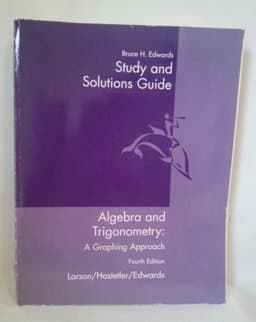 Bruce H. Edwards
Study and
Solutions Guide
Algebra and
Trigonometry:
A Graphing Approach
Fourth Edition
Larson/Hostetler/Edwards